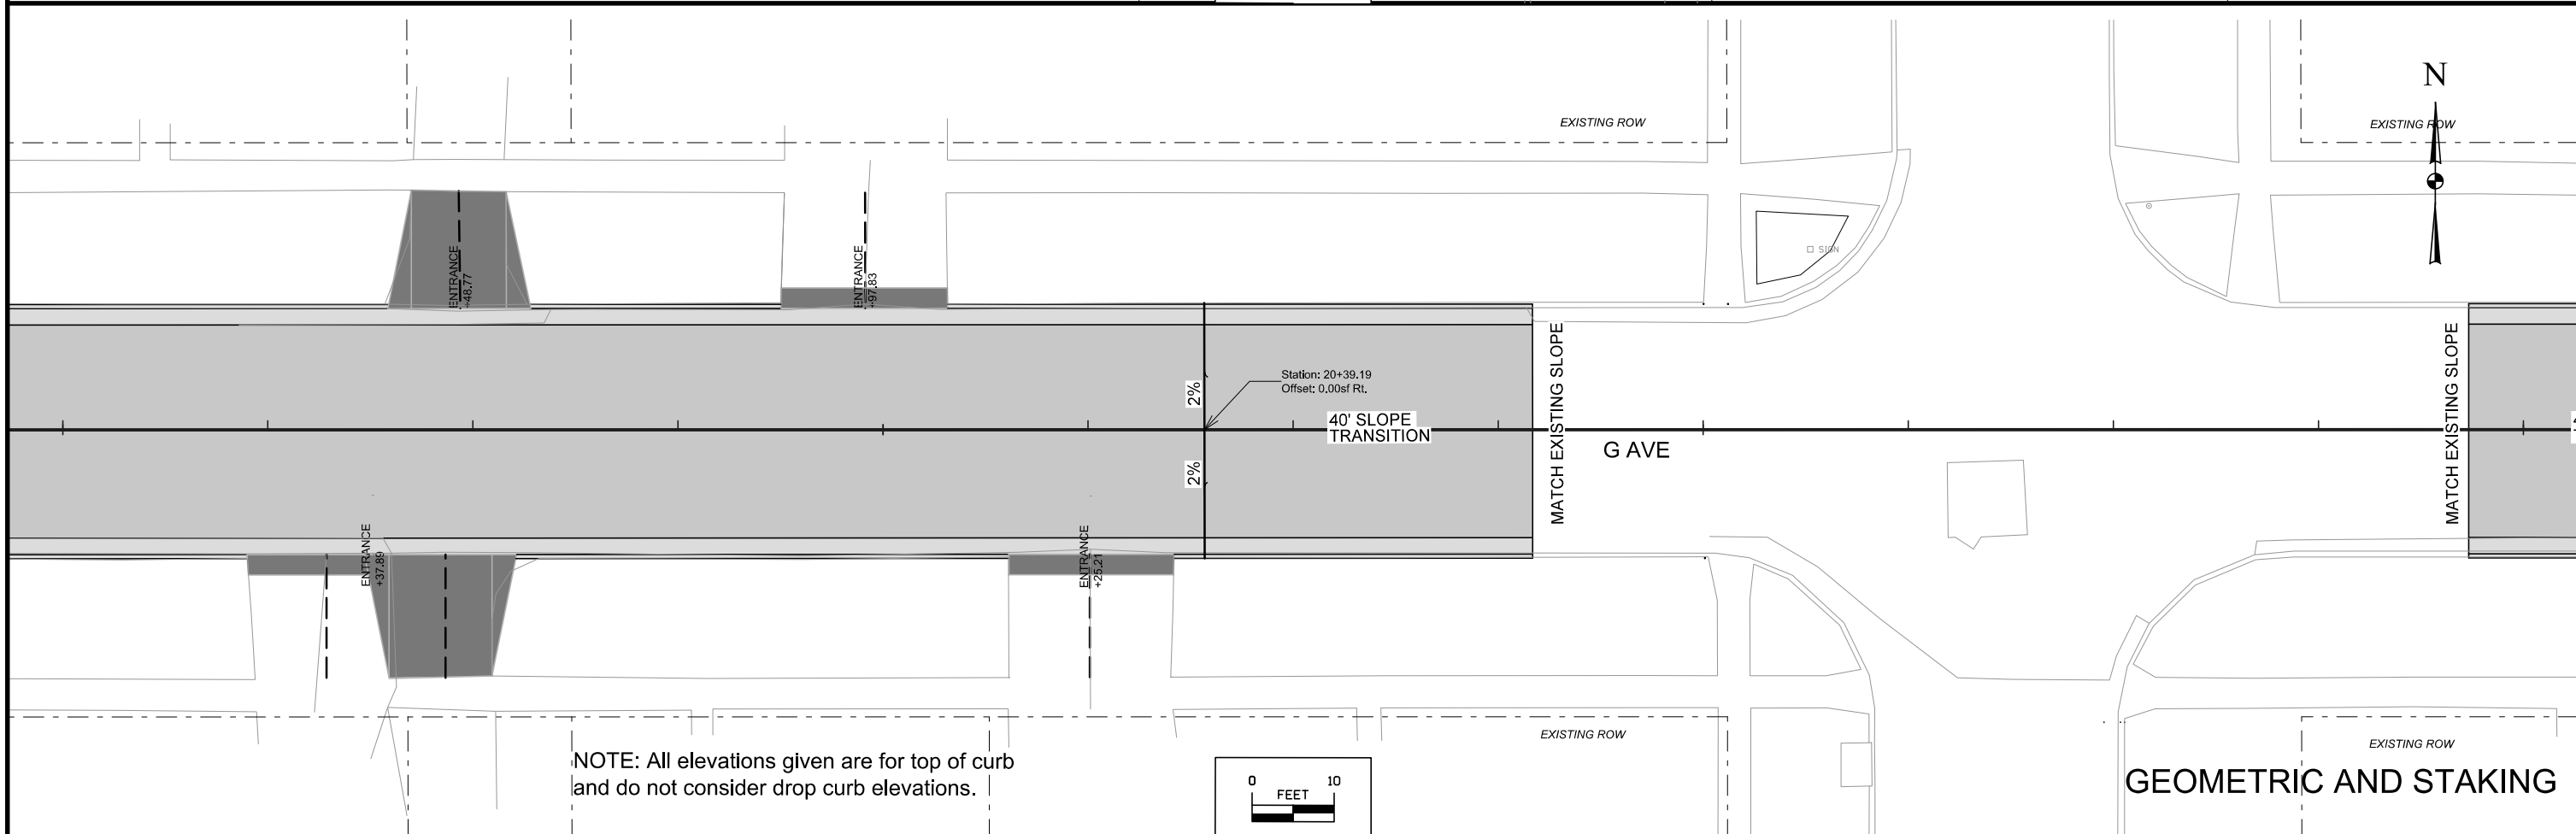 N
EXISTING ROW
EXISTING ROW
ENTRANCE
+48.77
ENTRANCE
+97.83
SIGN
MATCH EXISTING SLOPE
MATCH EXISTING SLOPE
Station: 20+39.19
Offset: 0.00sf Rt.
2%
40' SLOPE
TRANSITION
G AVE
2%
ENTRANCE
+37.89
ENTRANCE
+25.21
EXISTING ROW
EXISTING ROW
NOTE: All elevations given are for top of curb
and do not consider drop curb elevations.
0 10
FEET
GEOMETRIC AND STAKING